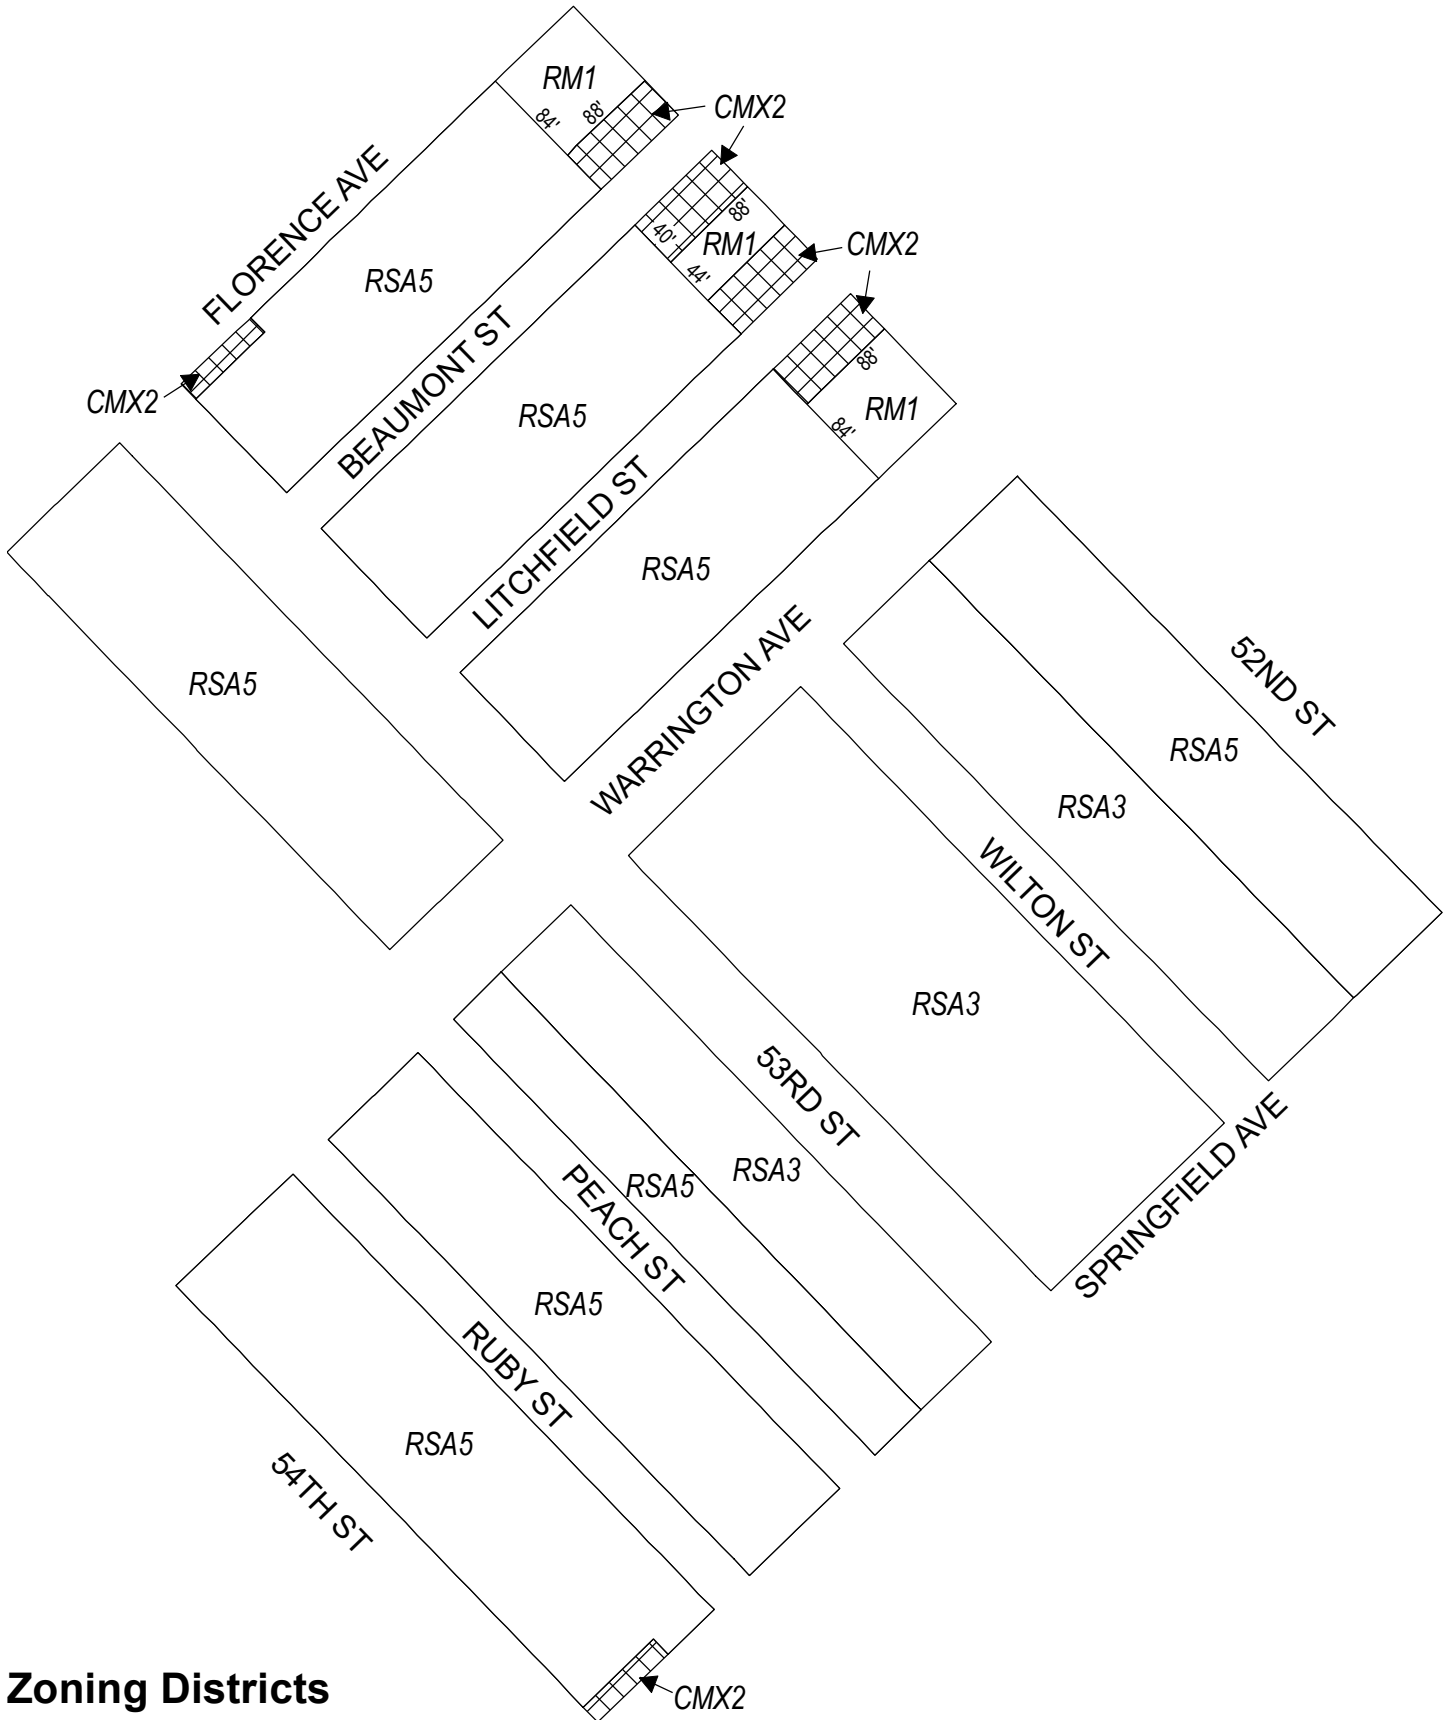 RM1
84'
88'
CMX2
FLORENCE AVE
RSA5
40'
88'
RM1
44'
CMX2
BEAUMONT ST
CMX2
RSA5
88'
RM1
84'
LITCHFIELD ST
RSA5
WARRINGTON AVE
52ND ST
RSA5
RSA5
RSA3
WILTON ST
RSA3
53RD ST
SPRINGFIELD AVE
RSA3
RSA5
PEACH ST
RSA5
RUBY ST
RSA5
54TH ST
CMX2
Zoning Districts